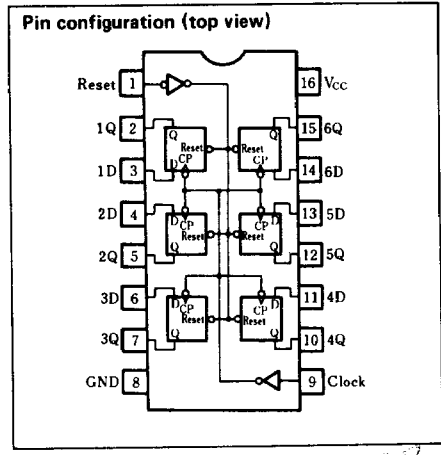 Pin configuration (top view)
Reset 1 16 VCC
1Q 2 15 6Q
Q Q
Reset Reset
1D 3 14 6D
D CP CP D
2D 4 13 5D
D CP CP D
Reset Reset
2Q 5 12 5Q
Q Q
3D 6 11 4D
D CP CP D
Reset Reset
3Q 7 10 4Q
Q Q
GND 8 9 Clock